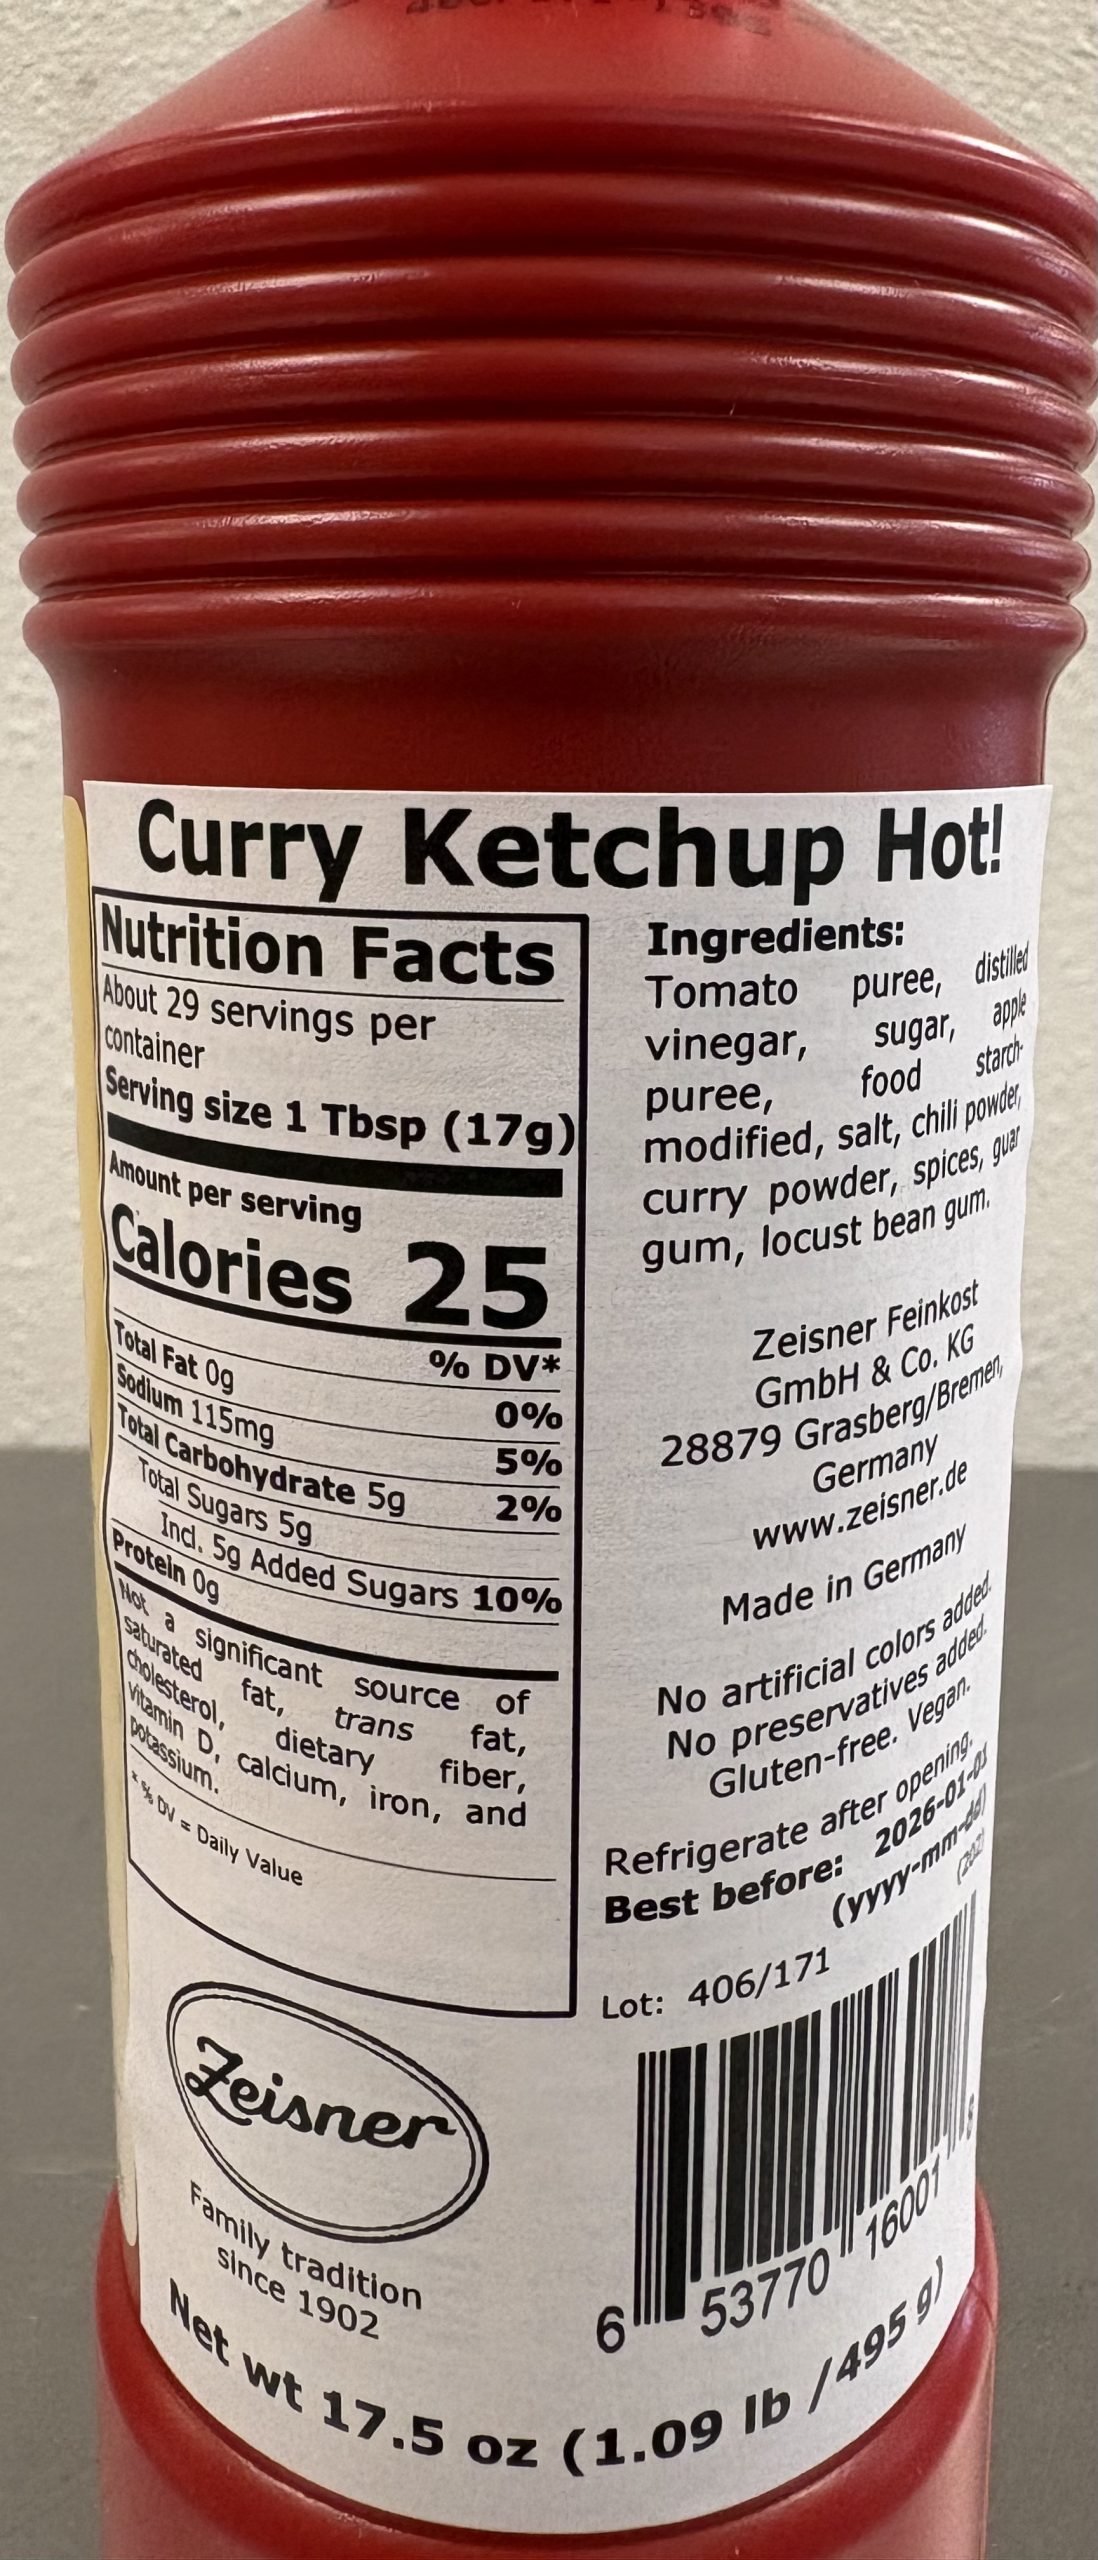 Curry Ketchup Hot!
Nutrition Facts
About 29 servings per
container
Serving size 1 Tbsp (17g)
Amount per serving
Calories 25
% DV*
Total Fat 0g 0%
Sodium 115mg 5%
Total Carbohydrate 5g 2%
Total Sugars 5g
Incl. 5g Added Sugars 10%
Protein 0g
Not a significant source of
saturated fat, trans fat,
cholesterol, dietary fiber,
vitamin D, calcium, iron, and
potassium.
* % DV = Daily Value
Ingredients:
Tomato puree, distilled
vinegar, sugar, apple
puree, food starch-
modified, salt, chili powder,
curry powder, spices, guar
gum, locust bean gum.
Zeisner Feinkost
GmbH & Co. KG
28879 Grasberg/Bremen,
Germany
www.zeisner.de
Made in Germany
No artificial colors added.
No preservatives added.
Gluten-free. Vegan.
Refrigerate after opening.
Best before: 2026-01-01
(yyyy-mm-dd)
Lot: 406/171
Zeisner
Family tradition
since 1902
6 53770 16001
Net wt 17.5 oz (1.09 lb /495 g)